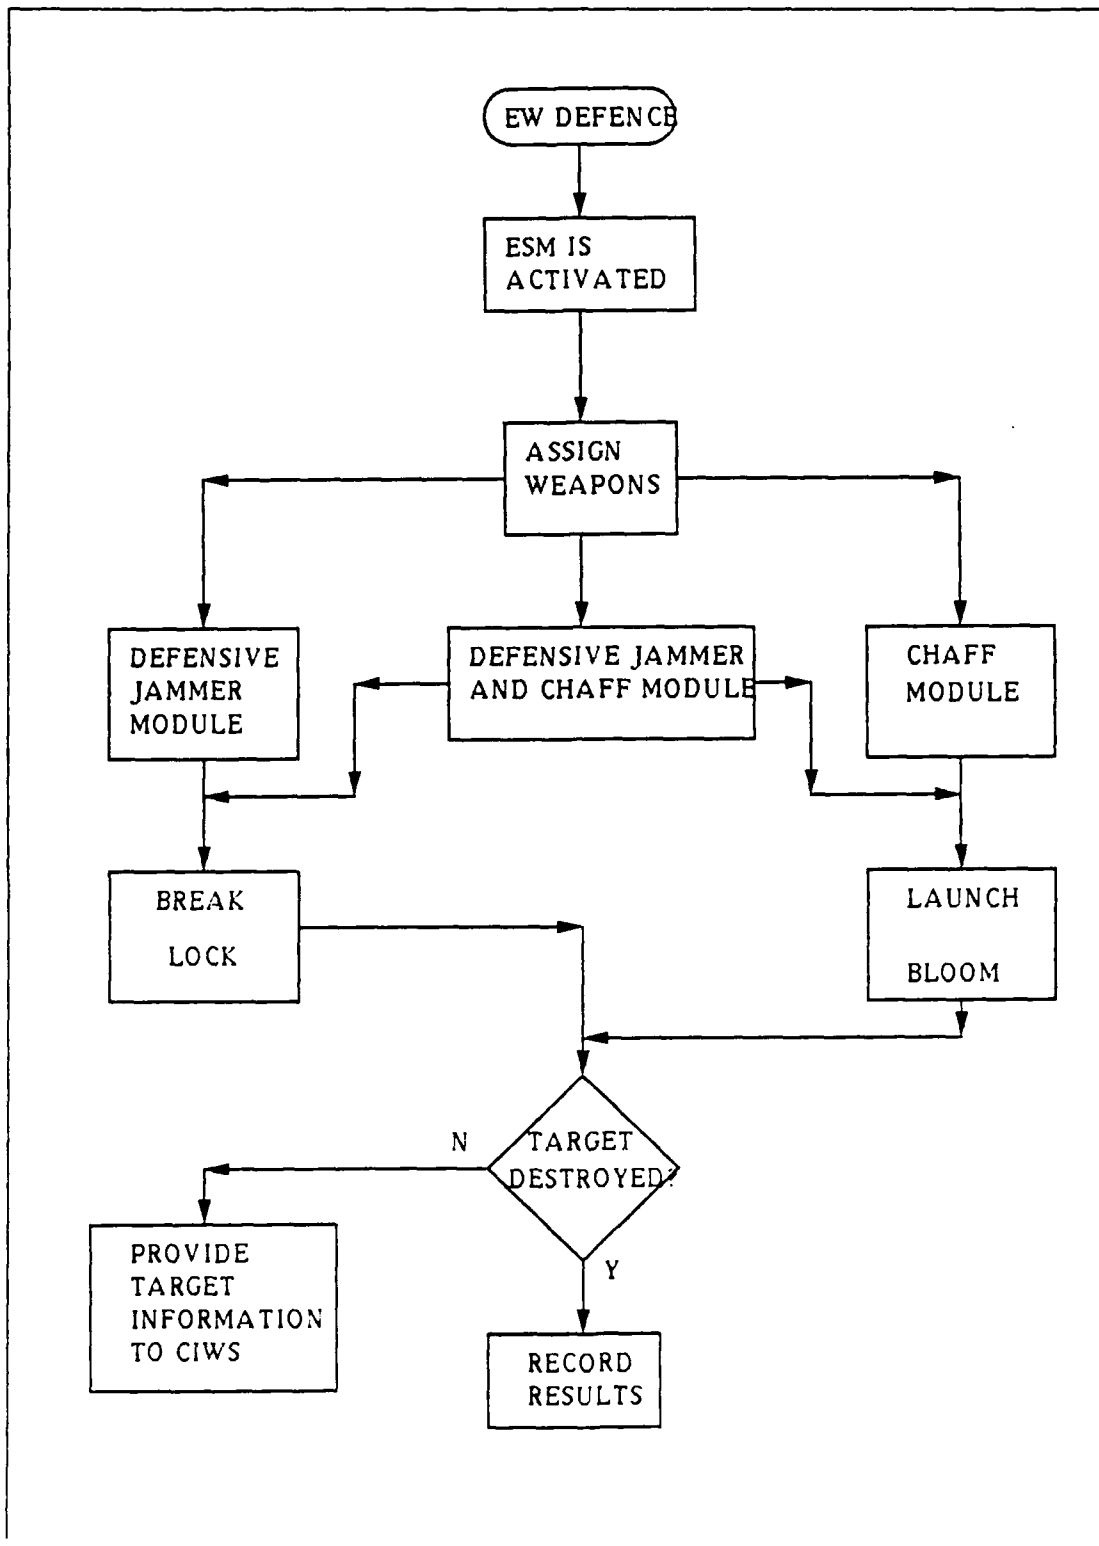 EW DEFENCE
ESM IS
ACTIVATED
ASSIGN
WEAPONS
DEFENSIVE
JAMMER
MODULE
DEFENSIVE JAMMER
AND CHAFF MODULE
CHAFF
MODULE
BREAK
LOCK
LAUNCH
BLOOM
TARGET
DESTROYED?
N
Y
PROVIDE
TARGET
INFORMATION
TO CIWS
RECORD
RESULTS